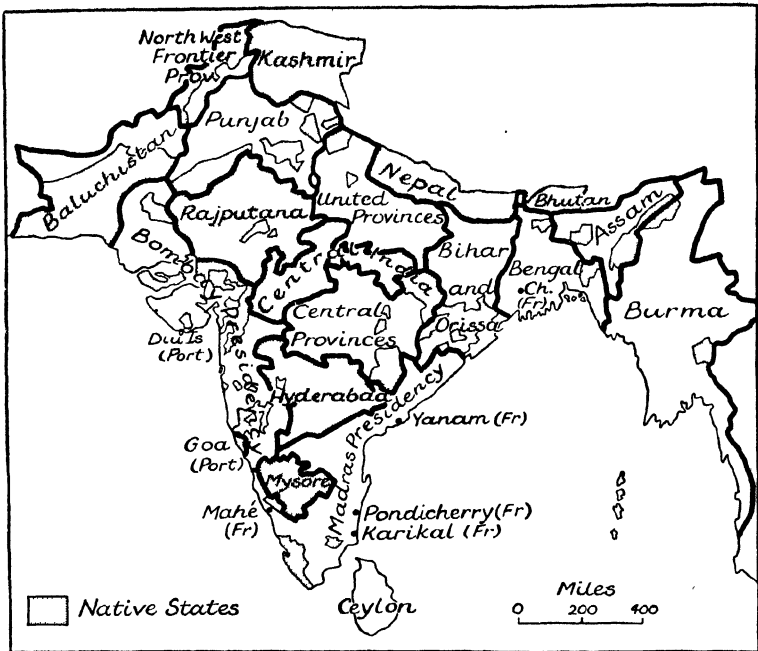 North West
Frontier
Prov
Kashmir
Punjab
Baluchistan
Nepal
Bhutan
Assam
Rajputana
United
Provinces
Bombay Presidency
Central India
Bihar
and
Orissa
Bengal
Ch.
(Fr)
Burma
Central
Provinces
Diu Is
(Port)
Hyderabad
Madras Presidency
Yanam (Fr)
Goa
(Port)
Mysore
Mahé
(Fr)
Pondicherry (Fr)
Karikal (Fr)
Ceylon
Native States
Miles
0 200 400